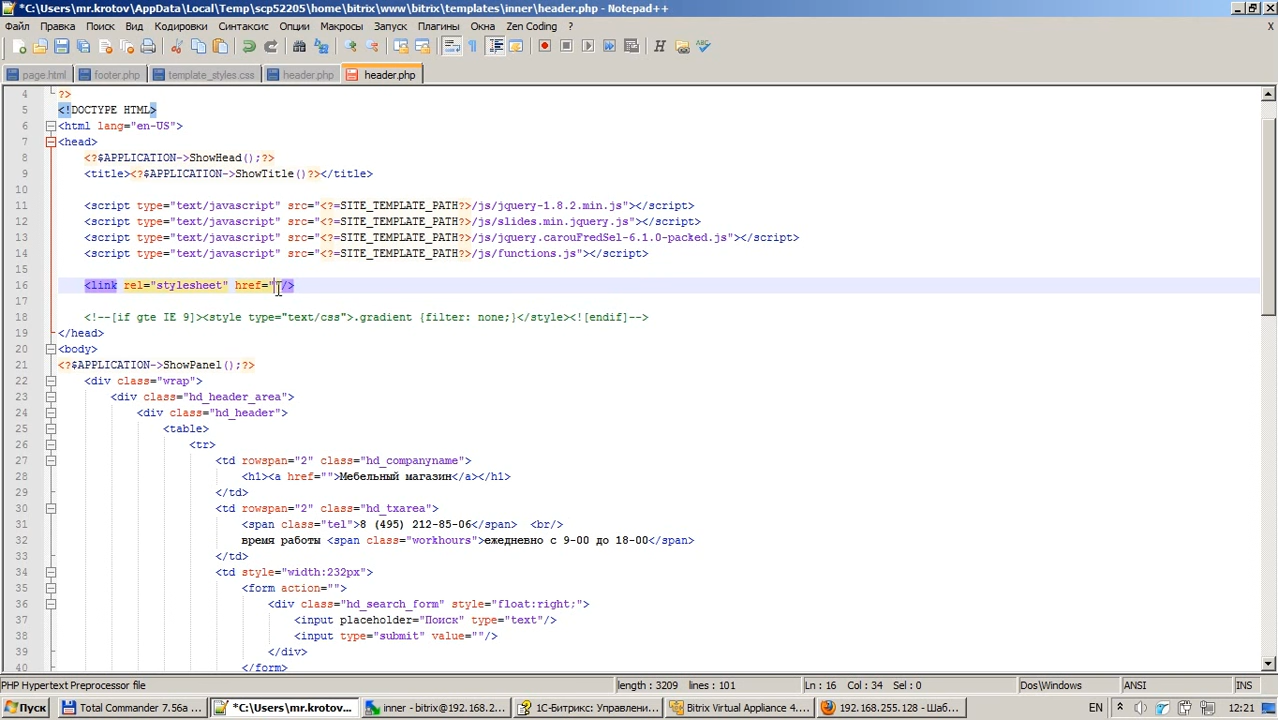 *C:\Users\mr.krotov\AppData\Local\Temp\scp52205\home\bitrix\www\bitrix\templates\inner\header.php - Notepad++
Файл Правка Поиск Вид Кодировки Синтаксис Опции Макросы Запуск Плагины Окна Zen Coding ? X
page.html footer.php template_styles.css header.php header.php
4 ?>
5 <!DOCTYPE HTML>
6 <html lang="en-US">
7 <head>
8 <?$APPLICATION->ShowHead();?>
9 <title><?$APPLICATION->ShowTitle()?></title>
10
11 <script type="text/javascript" src="<?=SITE_TEMPLATE_PATH?>/js/jquery-1.8.2.min.js"></script>
12 <script type="text/javascript" src="<?=SITE_TEMPLATE_PATH?>/js/slides.min.jquery.js"></script>
13 <script type="text/javascript" src="<?=SITE_TEMPLATE_PATH?>/js/jquery.carouFredSel-6.1.0-packed.js"></script>
14 <script type="text/javascript" src="<?=SITE_TEMPLATE_PATH?>/js/functions.js"></script>
15
16 <link rel="stylesheet" href=" />
17
18 <!--[if gte IE 9]><style type="text/css">.gradient {filter: none;}</style><![endif]-->
19 </head>
20 <body>
21 <?$APPLICATION->ShowPanel();?>
22 <div class="wrap">
23 <div class="hd_header_area">
24 <div class="hd_header">
25 <table>
26 <tr>
27 <td rowspan="2" class="hd_companyname">
28 <h1><a href="">Мебельный магазин</a></h1>
29 </td>
30 <td rowspan="2" class="hd_txarea">
31 <span class="tel">8 (495) 212-85-06</span> <br/>
32 время работы <span class="workhours">ежедневно с 9-00 до 18-00</span>
33 </td>
34 <td style="width:232px">
35 <form action="">
36 <div class="hd_search_form" style="float:right;">
37 <input placeholder="Поиск" type="text"/>
38 <input type="submit" value=""/>
39 </div>
40 </form>
PHP Hypertext Preprocessor file length : 3209 lines : 101 Ln : 16 Col : 34 Sel : 0 Dos\Windows ANSI INS
Пуск Total Commander 7.56a ... *C:\Users\mr.krotov... inner - bitrix@192.168.2... 1С-Битрикс: Управлени... Bitrix Virtual Appliance 4... 192.168.255.128 - Шаб... EN 12:21